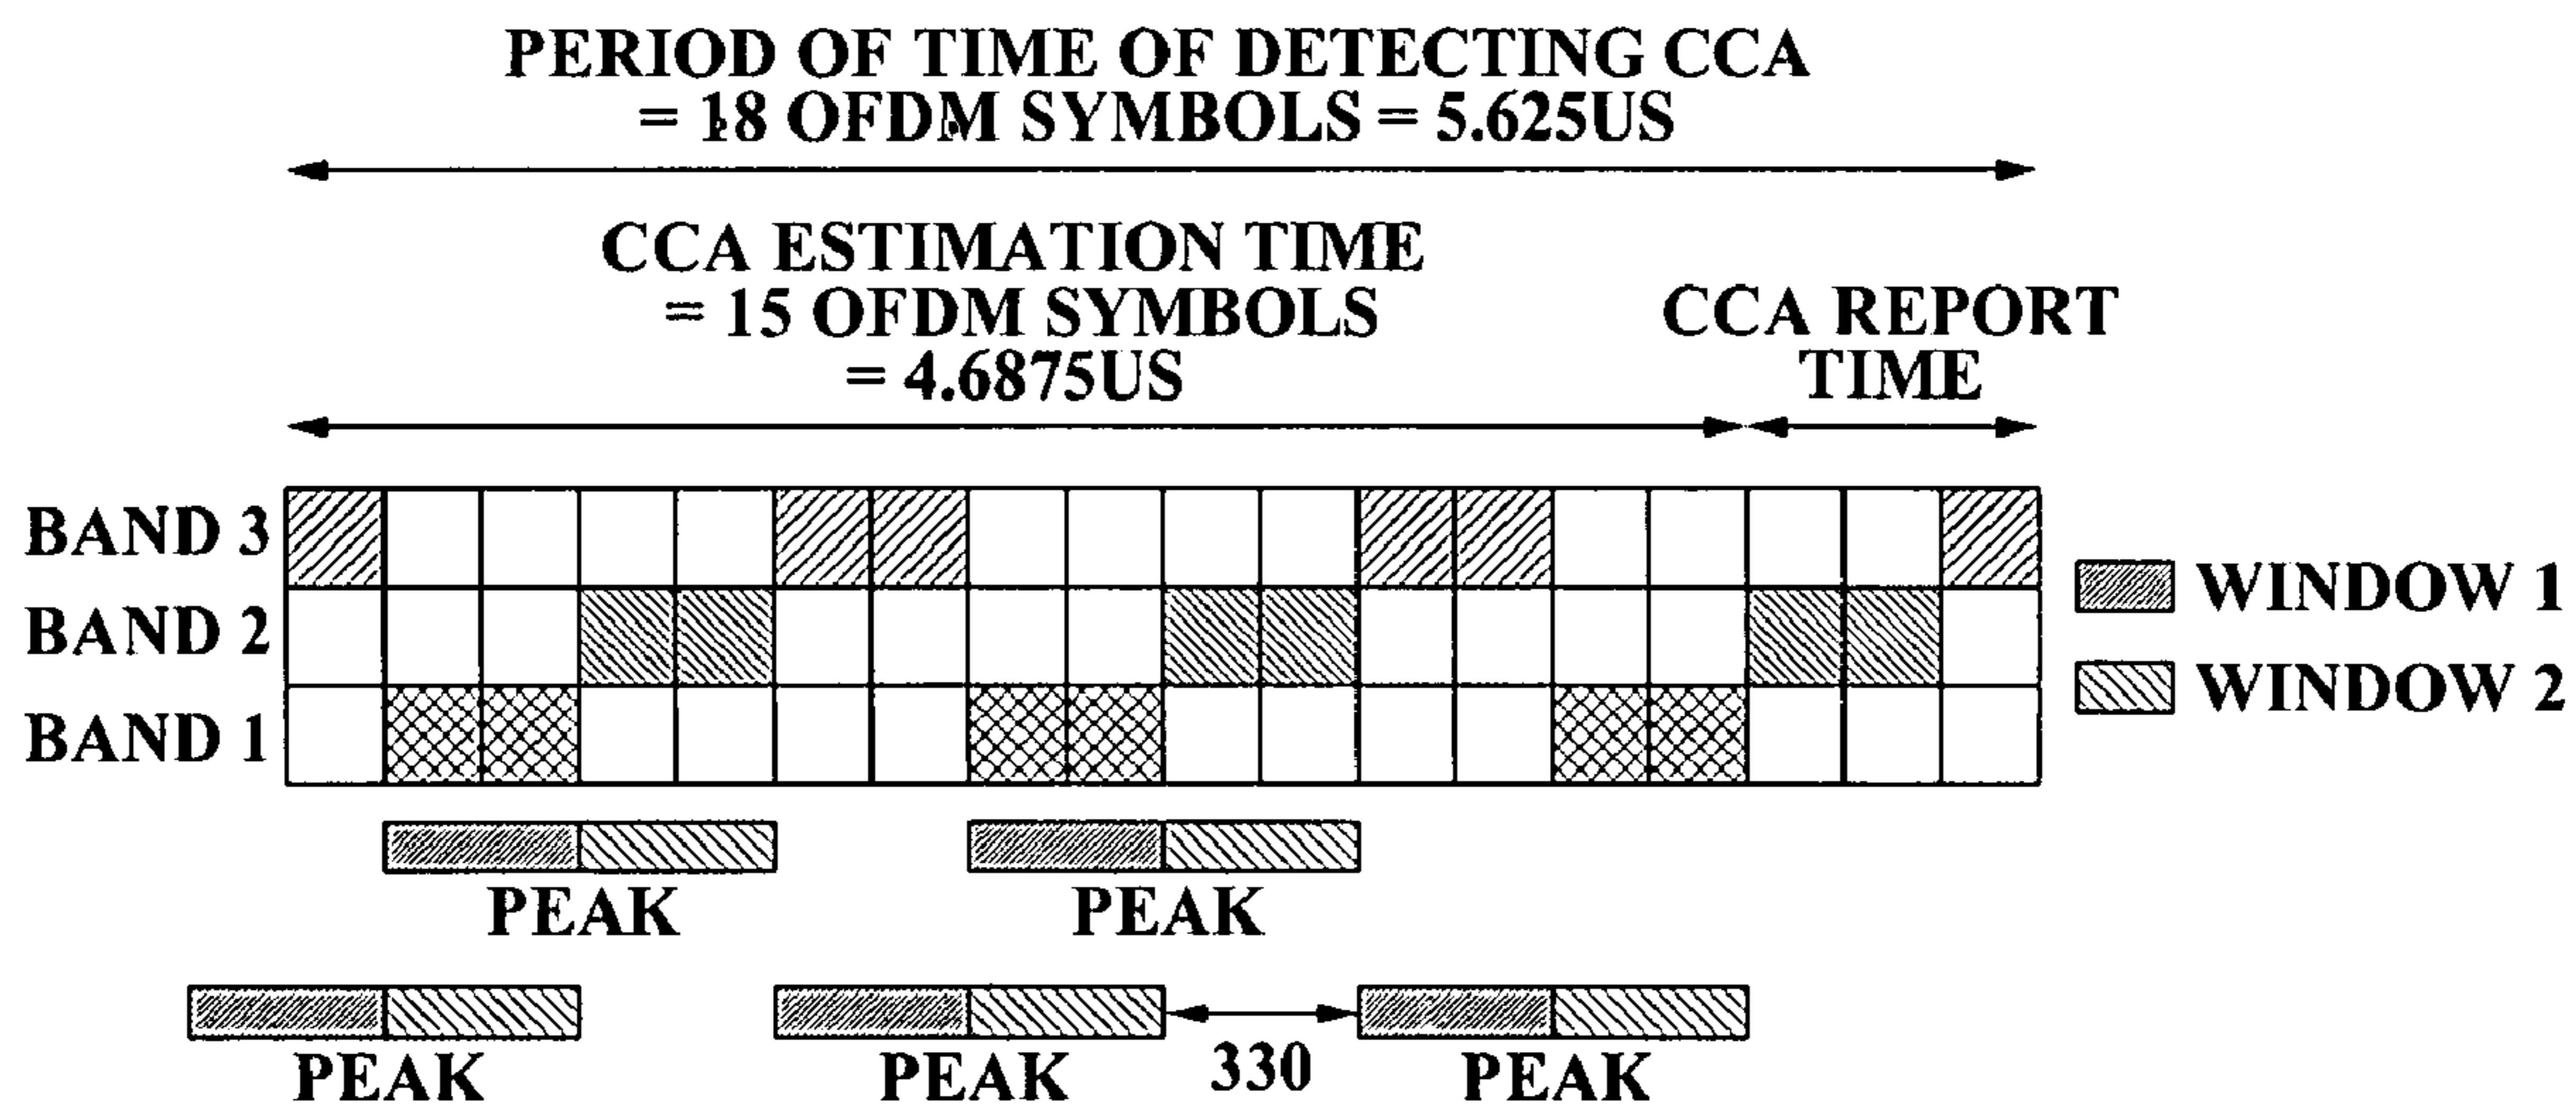 PERIOD OF TIME OF DETECTING CCA
= 18 OFDM SYMBOLS = 5.625US
CCA ESTIMATION TIME
= 15 OFDM SYMBOLS
= 4.6875US
CCA REPORT
TIME
BAND 3
BAND 2
BAND 1
WINDOW 1
WINDOW 2
PEAK
PEAK
PEAK
PEAK
330
PEAK